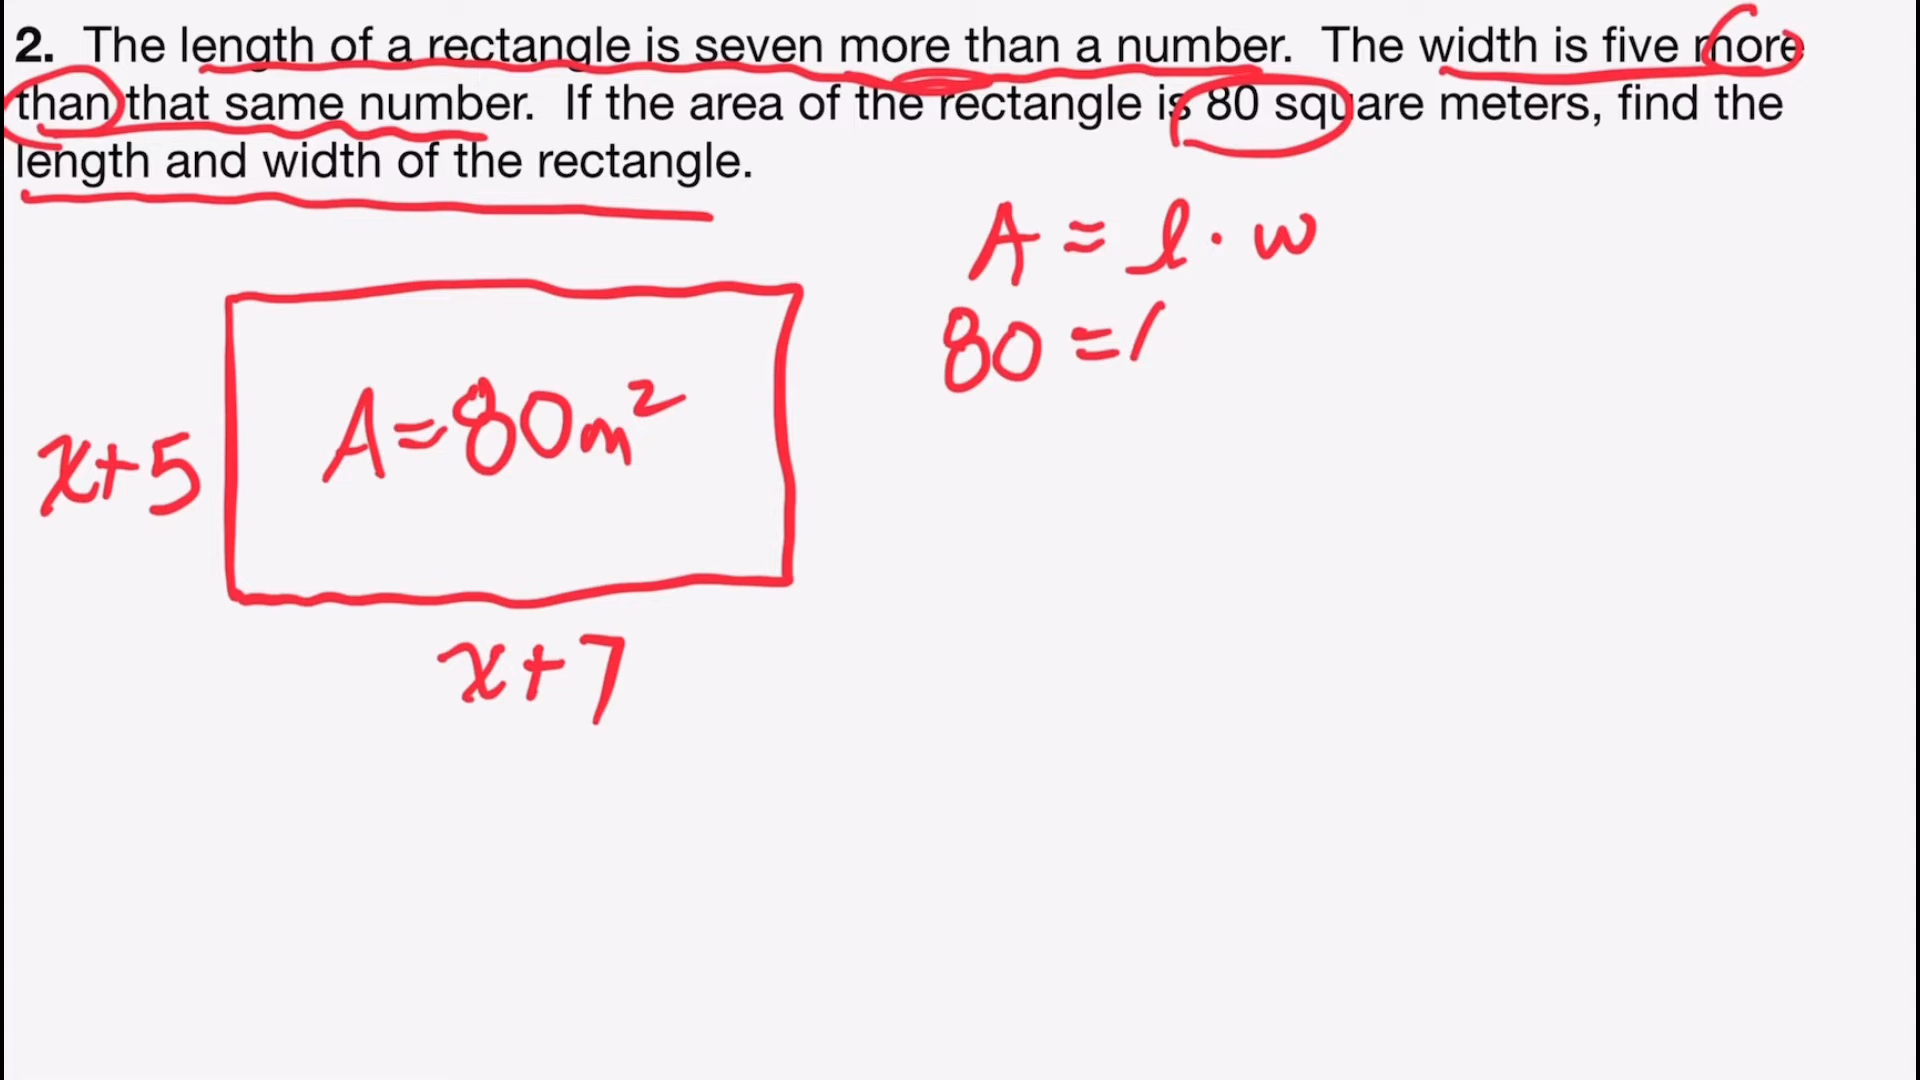 2. The length of a rectangle is seven more than a number. The width is five more
than that same number. If the area of the rectangle is 80 square meters, find the
length and width of the rectangle.
A = l · w
80 = (
A = 80m²
x+5
x+7